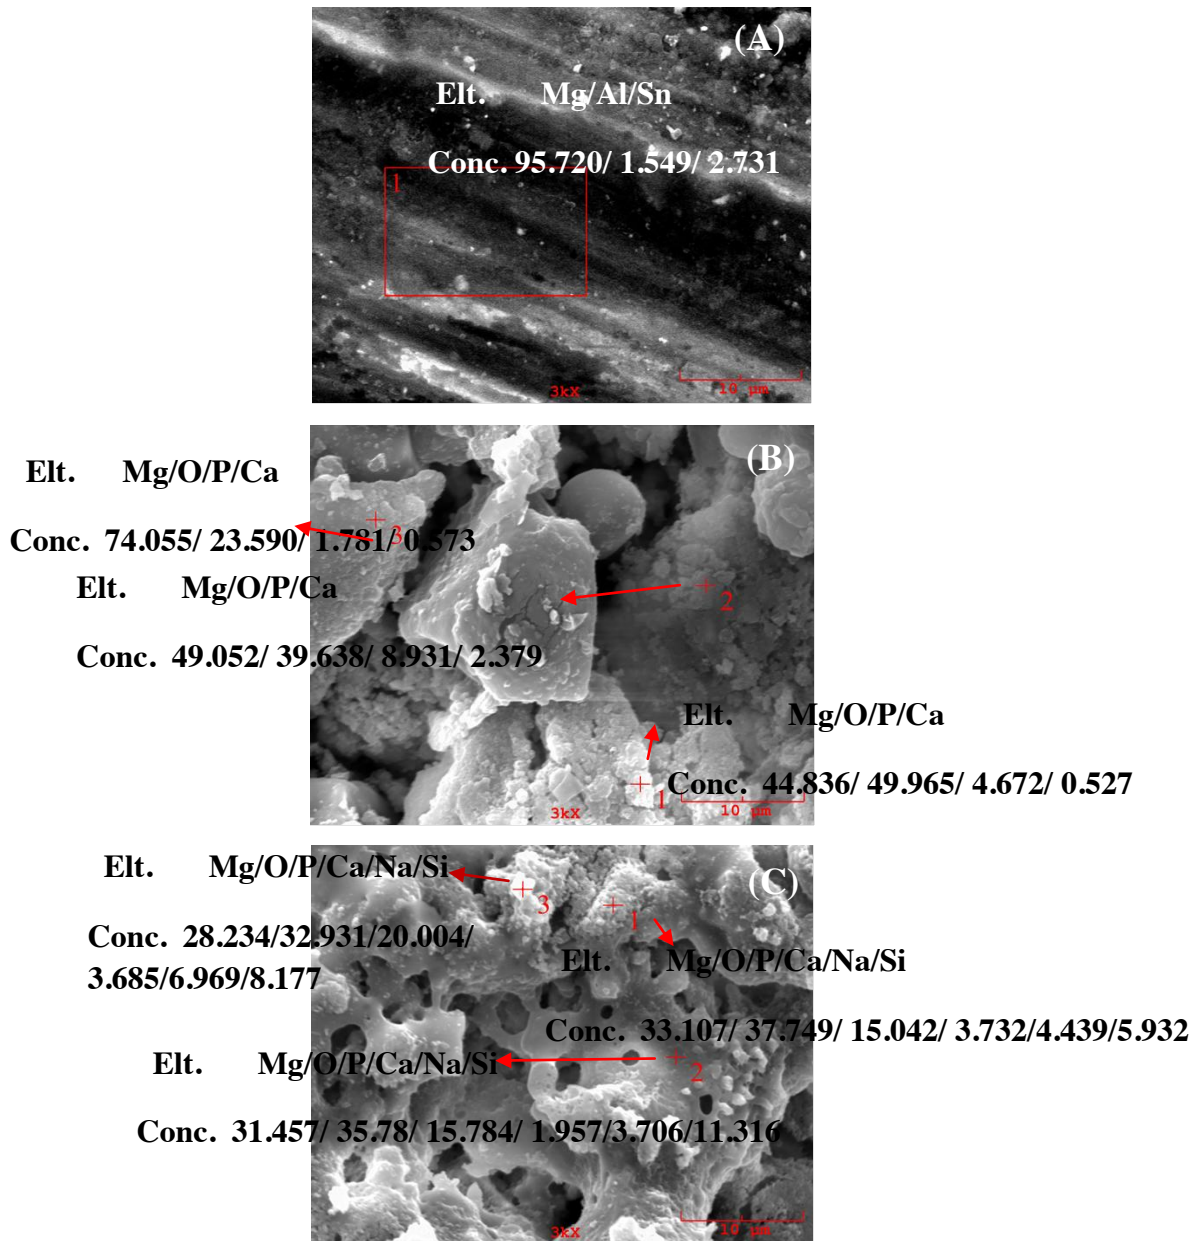 (A)
Elt. Mg/Al/Sn
Conc. 95.720/ 1.549/ 2.731
1
3kX
10 µm
(B)
Elt. Mg/O/P/Ca
Conc. 74.055/ 23.590/ 1.781/ 0.573
3
Elt. Mg/O/P/Ca
2
Conc. 49.052/ 39.638/ 8.931/ 2.379
Elt. Mg/O/P/Ca
Conc. 44.836/ 49.965/ 4.672/ 0.527
1
3kX
10 µm
(C)
Elt. Mg/O/P/Ca/Na/Si
3
1
Conc. 28.234/32.931/20.004/
3.685/6.969/8.177
Elt. Mg/O/P/Ca/Na/Si
Conc. 33.107/ 37.749/ 15.042/ 3.732/4.439/5.932
Elt. Mg/O/P/Ca/Na/Si
2
Conc. 31.457/ 35.78/ 15.784/ 1.957/3.706/11.316
3kX
10 µm